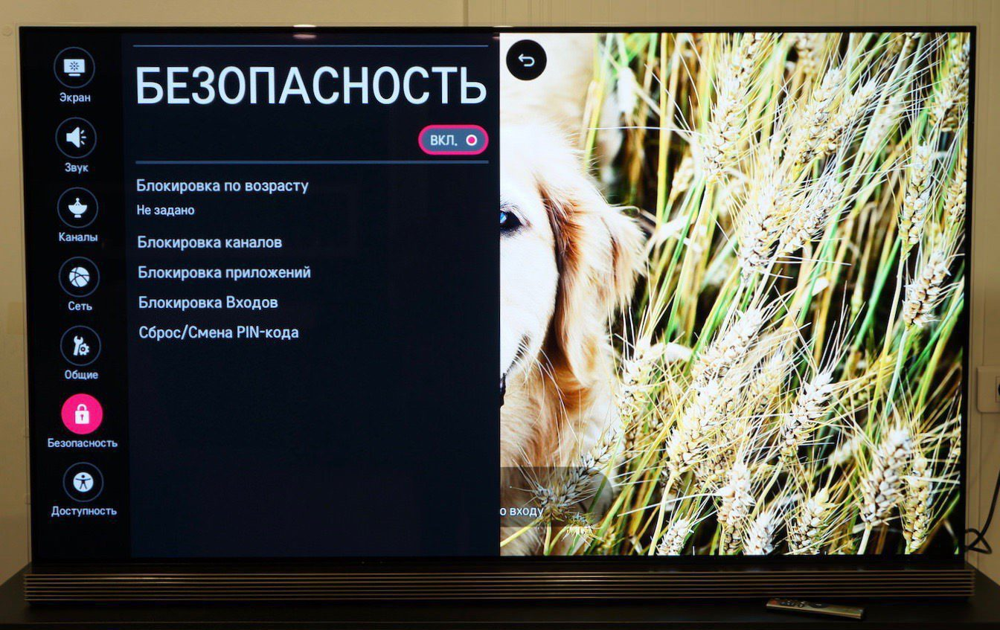 Экран
Звук
Каналы
Сеть
Общие
Безопасность
Доступность
БЕЗОПАСНОСТЬ
ВКЛ.
Блокировка по возрасту
Не задано
Блокировка каналов
Блокировка приложений
Блокировка Входов
Сброс/Смена PIN-кода
о входу